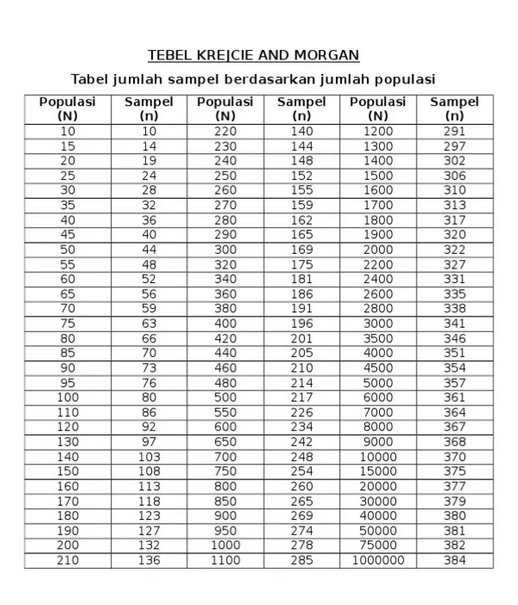 TEBEL KREJCIE AND MORGAN
Tabel jumlah sampel berdasarkan jumlah populasi
Populasi (N) Sampel (n) Populasi (N) Sampel (n) Populasi (N) Sampel (n)
10 10 220 140 1200 291
15 14 230 144 1300 297
20 19 240 148 1400 302
25 24 250 152 1500 306
30 28 260 155 1600 310
35 32 270 159 1700 313
40 36 280 162 1800 317
45 40 290 165 1900 320
50 44 300 169 2000 322
55 48 320 175 2200 327
60 52 340 181 2400 331
65 56 360 186 2600 335
70 59 380 191 2800 338
75 63 400 196 3000 341
80 66 420 201 3500 346
85 70 440 205 4000 351
90 73 460 210 4500 354
95 76 480 214 5000 357
100 80 500 217 6000 361
110 86 550 226 7000 364
120 92 600 234 8000 367
130 97 650 242 9000 368
140 103 700 248 10000 370
150 108 750 254 15000 375
160 113 800 260 20000 377
170 118 850 265 30000 379
180 123 900 269 40000 380
190 127 950 274 50000 381
200 132 1000 278 75000 382
210 136 1100 285 1000000 384